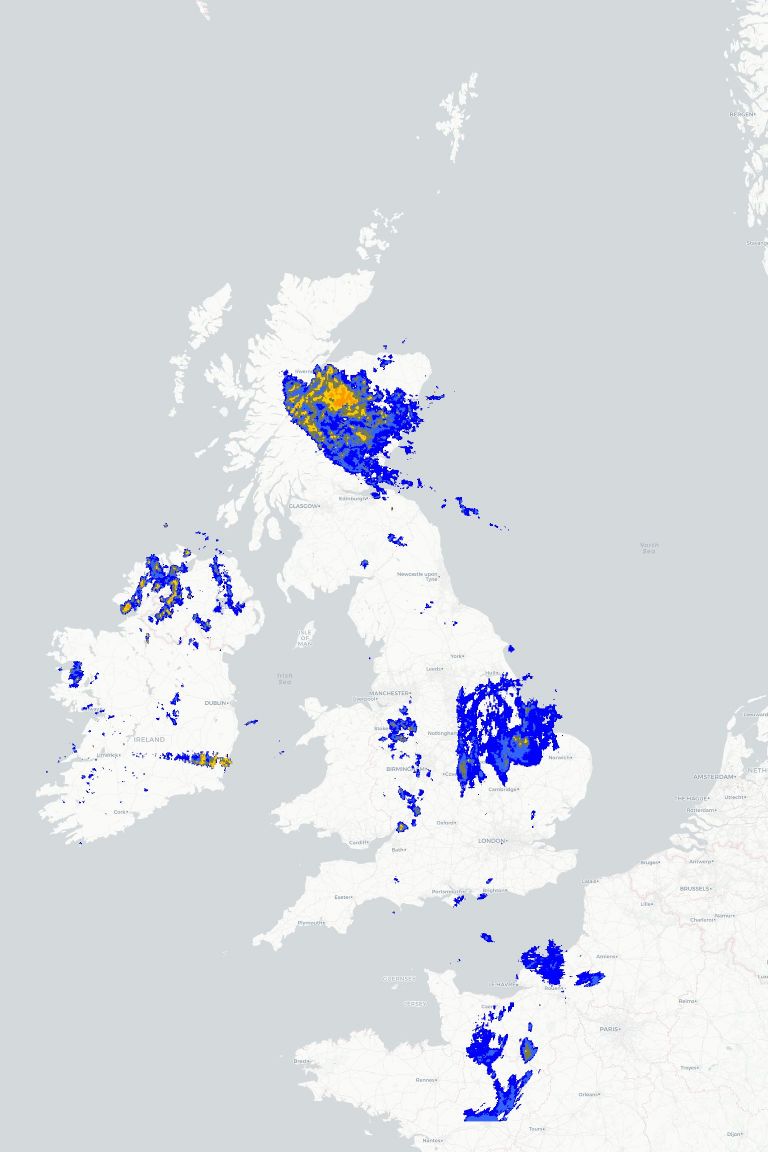 BERGEN
Stavanger
Inverness
Edinburgh
GLASGOW
North
Sea
Newcastle upon
Tyne
ISLE
OF
MAN
York
Leeds
Hull
Irish
Sea
MANCHESTER
Liverpool
DUBLIN
Stoke
Nottingham
IRELAND
Limerick
Norwich
BIRMINGHAM
Cambridge
Leeuwarden
AMSTERDAM
NETH
THE HAGUE
Utrecht
Rotterdam
Cork
Oxford
Cardiff
Bath
LONDON
Bruges
Antwerp
Calais
BRUSSELS
Exeter
Portsmouth
Brighton
Lille
Plymouth
Namur
Charleroi
Amiens
GUERNSEY
LE HAVRE
Rouen
JERSEY
Caen
Reims
PARIS
Brest
Troyes
Rennes
Orléans
Tours
Nantes
Dijon